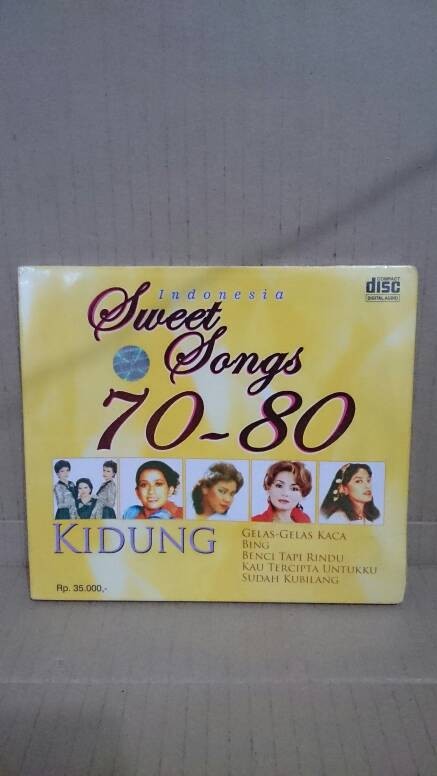 Indonesia
Sweet
Songs
70-80
COMPACT
disc
DIGITAL AUDIO
KIDUNG
GELAS-GELAS KACA
BING
BENCI TAPI RINDU
KAU TERCIPTA UNTUKKU
SUDAH KUBILANG
Rp. 35.000,-